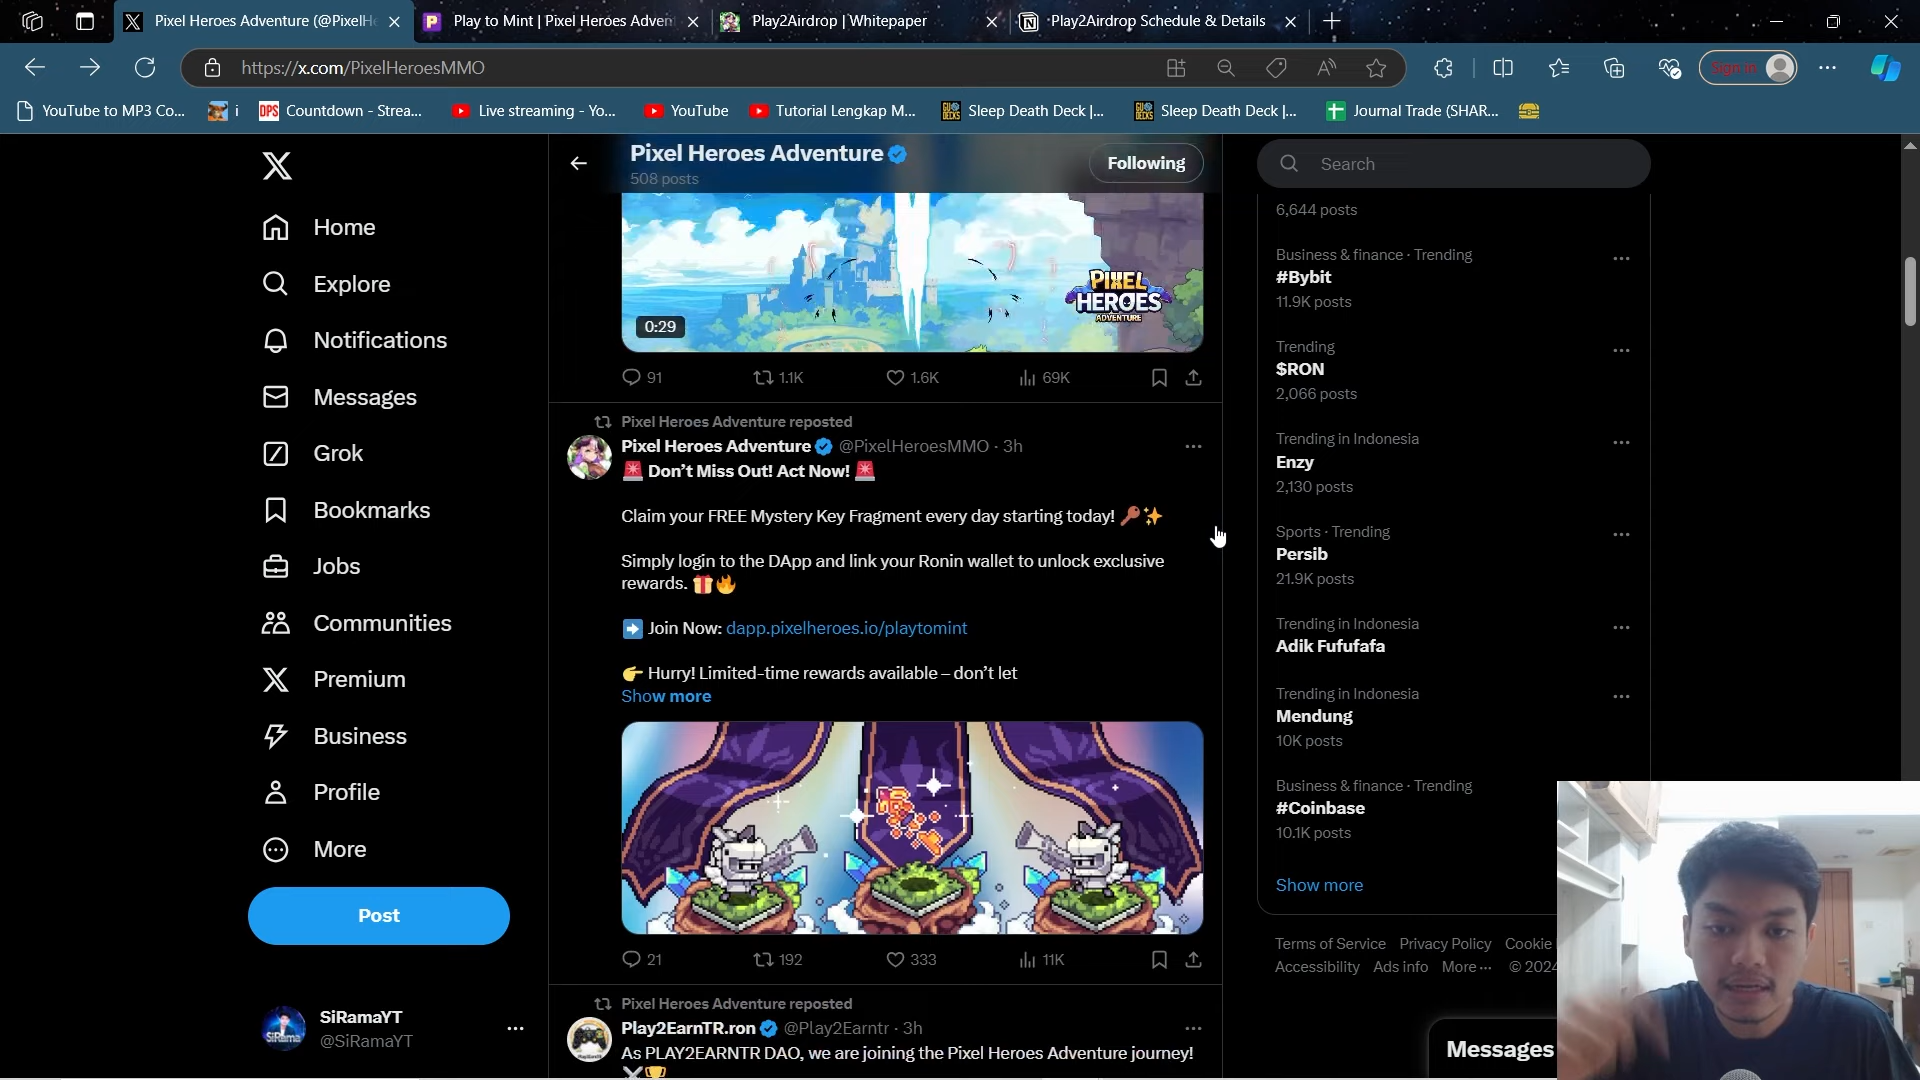 Pixel Heroes Adventure (@PixelHe
Play to Mint | Pixel Heroes Adven
Play2Airdrop | Whitepaper
Play2Airdrop Schedule & Details
https://x.com/PixelHeroesMMO
Sign in
YouTube to MP3 Co...
i
DPS
Countdown - Strea...
Live streaming - Yo...
YouTube
Tutorial Lengkap M...
Sleep Death Deck |...
Sleep Death Deck |...
Journal Trade (SHAR...
Home
Explore
Notifications
Messages
Grok
Bookmarks
Jobs
Communities
Premium
Business
Profile
More
Post
SiRamaYT
@SiRamaYT
Pixel Heroes Adventure
508 posts
Following
PIXEL
HEROES
ADVENTURE
0:29
91 1.1K 1.6K 69K
Pixel Heroes Adventure reposted
Pixel Heroes Adventure @PixelHeroesMMO · 3h
🚨 Don’t Miss Out! Act Now! 🚨
Claim your FREE Mystery Key Fragment every day starting today! 🗝️✨
Simply login to the DApp and link your Ronin wallet to unlock exclusive
rewards. 🎁🔥
➡️ Join Now: dapp.pixelheroes.io/playtomint
👉 Hurry! Limited-time rewards available – don’t let
Show more
21 192 333 11K
Pixel Heroes Adventure reposted
Play2EarnTR.ron @Play2Earntr · 3h
As PLAY2EARNTR DAO, we are joining the Pixel Heroes Adventure journey!
⚔️🏆
Search
6,644 posts
Business & finance · Trending
#Bybit
11.9K posts
Trending
$RON
2,066 posts
Trending in Indonesia
Enzy
2,130 posts
Sports · Trending
Persib
21.9K posts
Trending in Indonesia
Adik Fufufafa
Trending in Indonesia
Mendung
10K posts
Business & finance · Trending
#Coinbase
10.1K posts
Show more
Terms of Service Privacy Policy Cookie
Accessibility Ads info More ··· © 2024
Messages